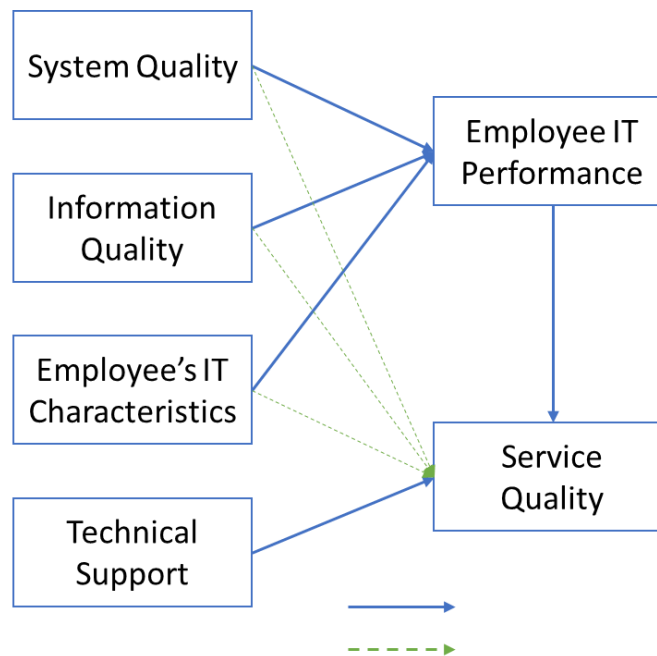 System Quality
Employee IT
Performance
Information
Quality
Employee's IT
Characteristics
Service
Quality
Technical
Support